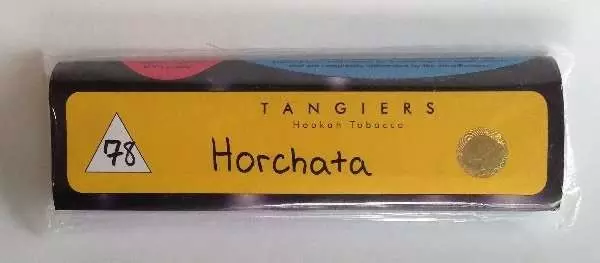 TANGIERS
Hookah Tobacco
78
Horchata